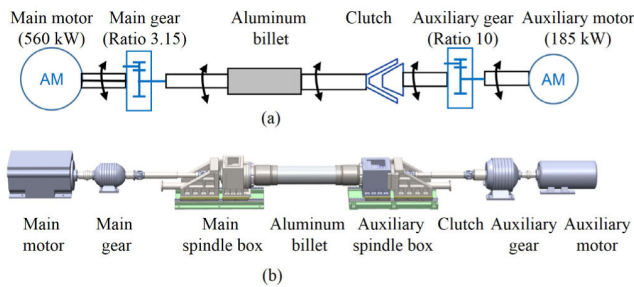 Main motor Main gear Aluminum Clutch Auxiliary gear Auxiliary motor
(560 kW) (Ratio 3.15) billet (Ratio 10) (185 kW)
AM AM
(a)
Main Main Main Aluminum Auxiliary Clutch Auxiliary Auxiliary
motor gear spindle box billet spindle box gear motor
(b)